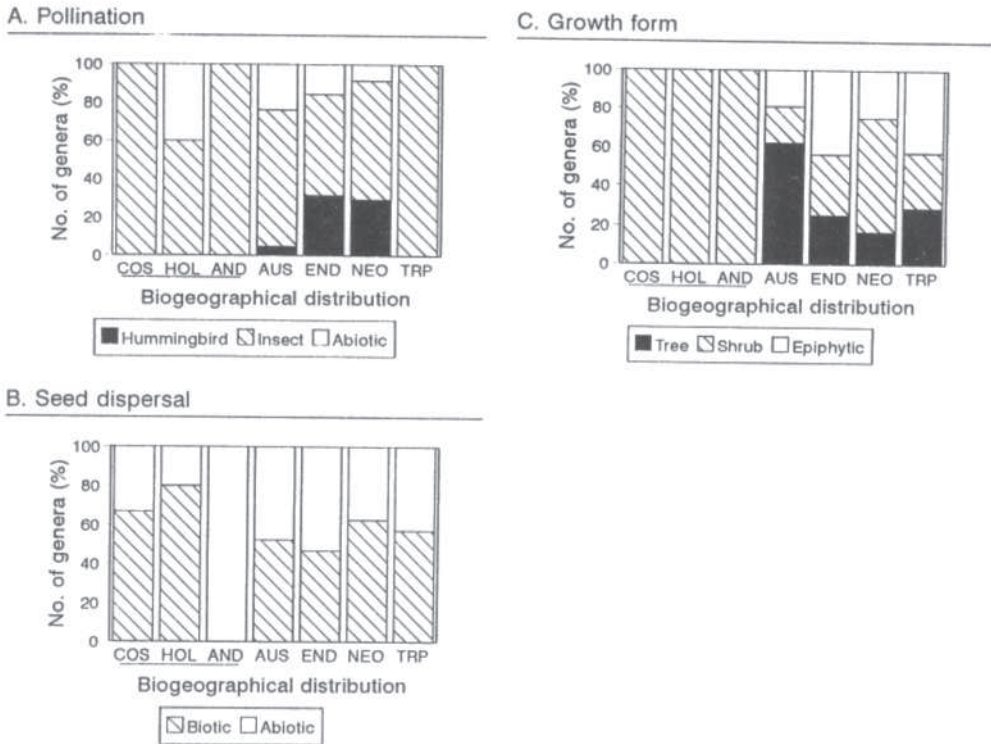 A. Pollination
No. of genera (%)
100
80
60
40
20
0
COS HOL AND AUS END NEO TRP
Biogeographical distribution
Hummingbird Insect Abiotic
B. Seed dispersal
No. of genera (%)
100
80
60
40
20
0
COS HOL AND AUS END NEO TRP
Biogeographical distribution
Biotic Abiotic
C. Growth form
No. of genera (%)
100
80
60
40
20
0
COS HOL AND AUS END NEO TRP
Biogeographical distribution
Tree Shrub Epiphytic